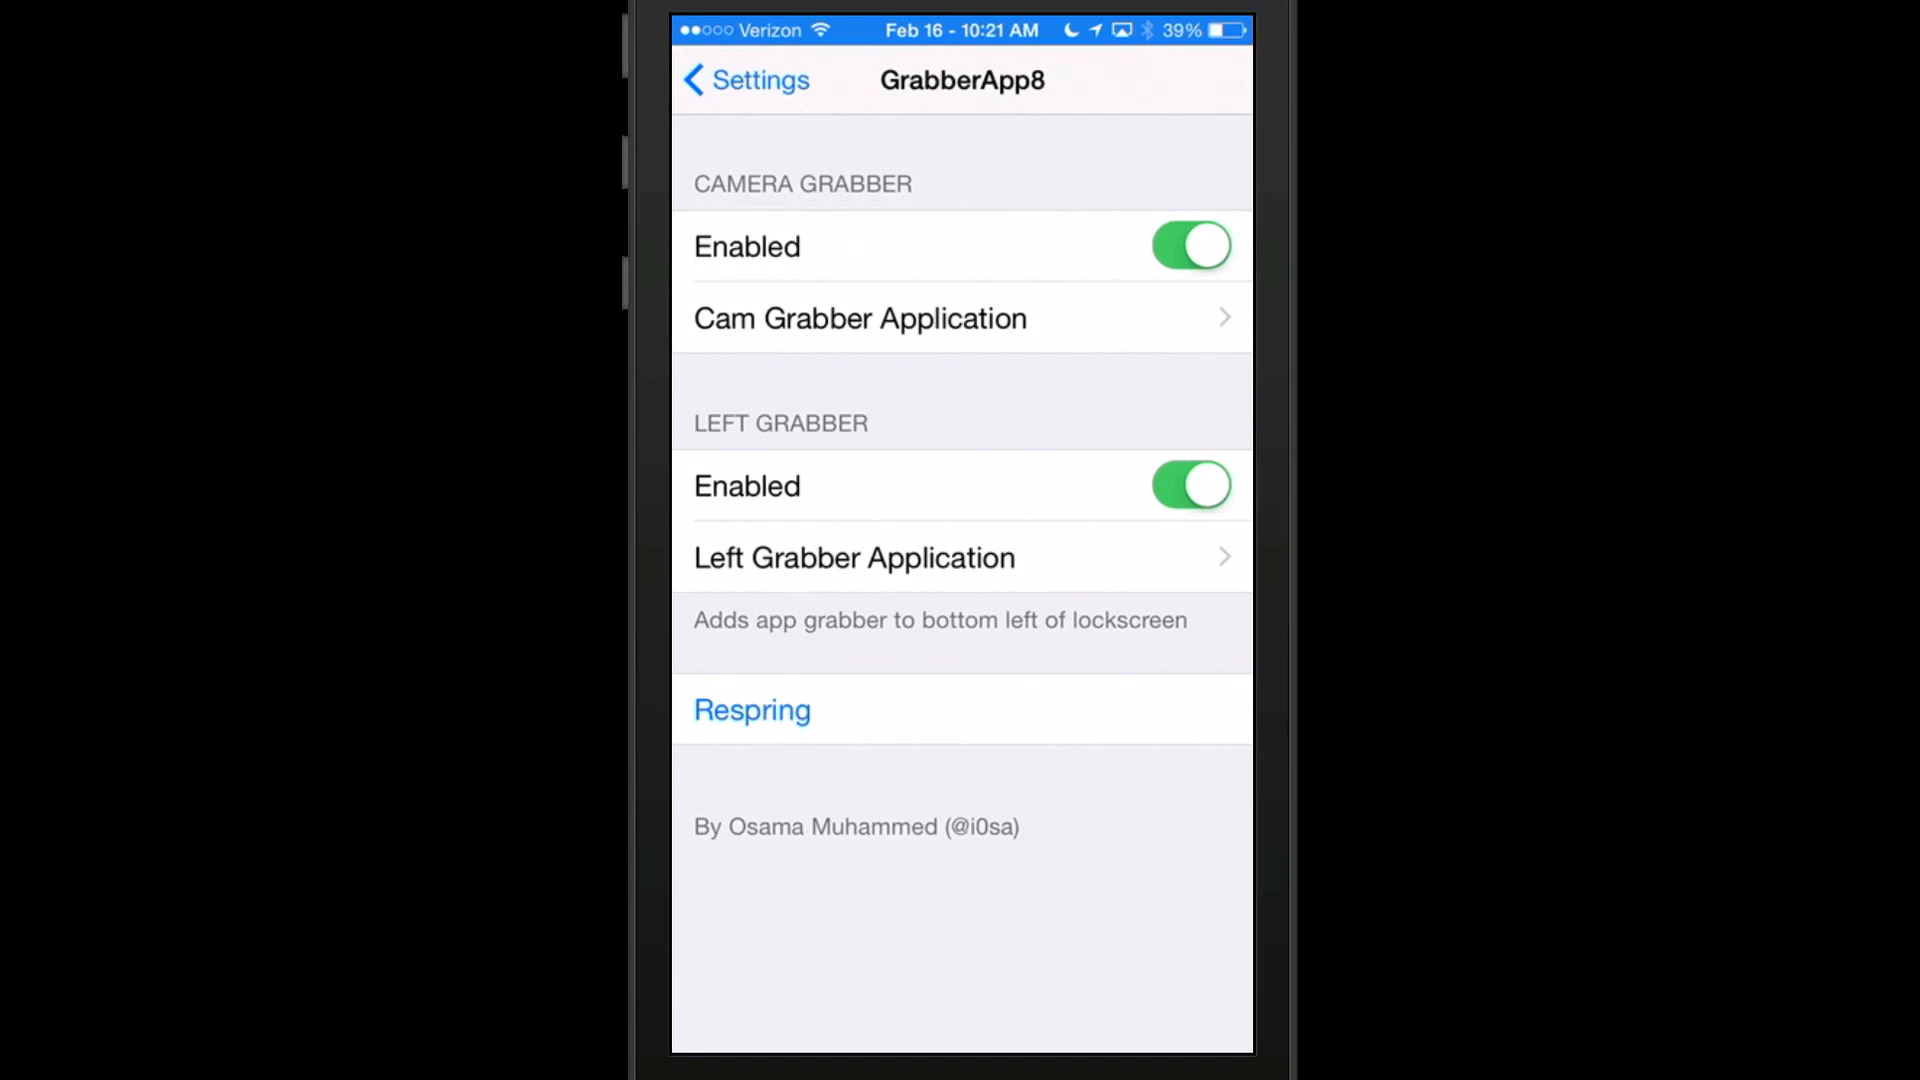 Verizon Feb 16 - 10:21 AM 39%
Settings GrabberApp8
CAMERA GRABBER
Enabled
Cam Grabber Application
LEFT GRABBER
Enabled
Left Grabber Application
Adds app grabber to bottom left of lockscreen
Respring
By Osama Muhammed (@i0sa)